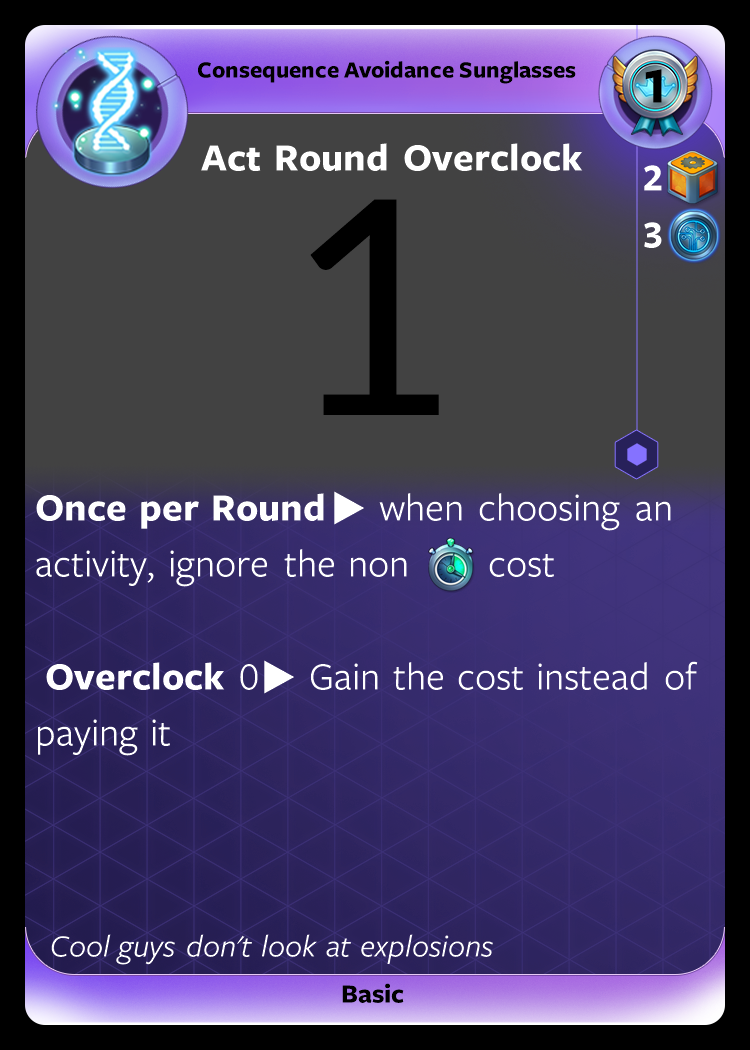 Consequence Avoidance Sunglasses
1
Act Round Overclock
2
3
1
Once per Round▶ when choosing an
activity, ignore the non cost
Overclock 0▶ Gain the cost instead of
paying it
Cool guys don't look at explosions
Basic